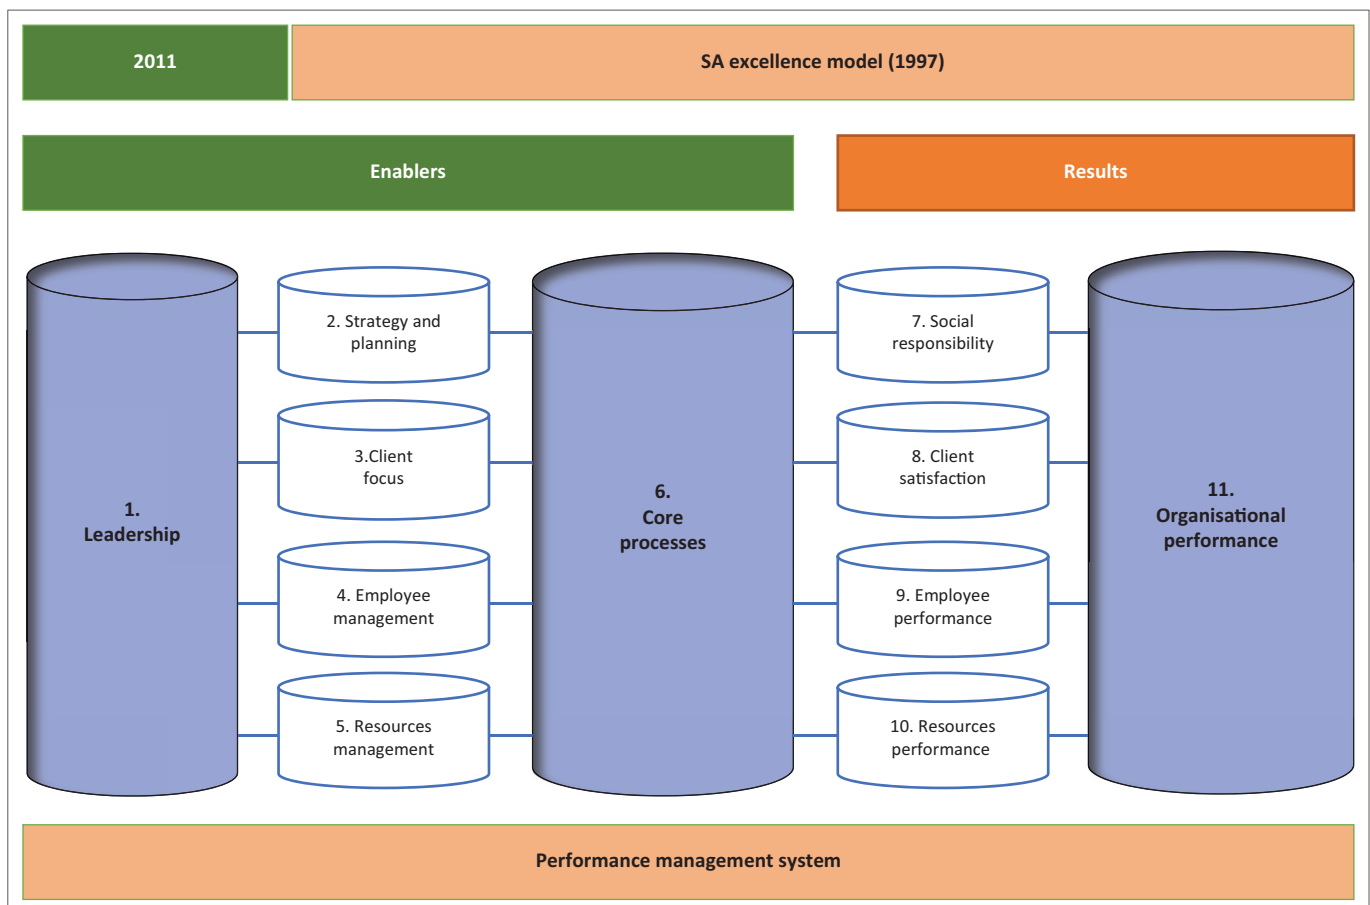 2011
SA excellence model (1997)
Enablers
Results
1.
Leadership
2. Strategy and
planning
3.Client
focus
4. Employee
management
5. Resources
management
6.
Core
processes
7. Social
responsibility
8. Client
satisfaction
9. Employee
performance
10. Resources
performance
11.
Organisational
performance
Performance management system